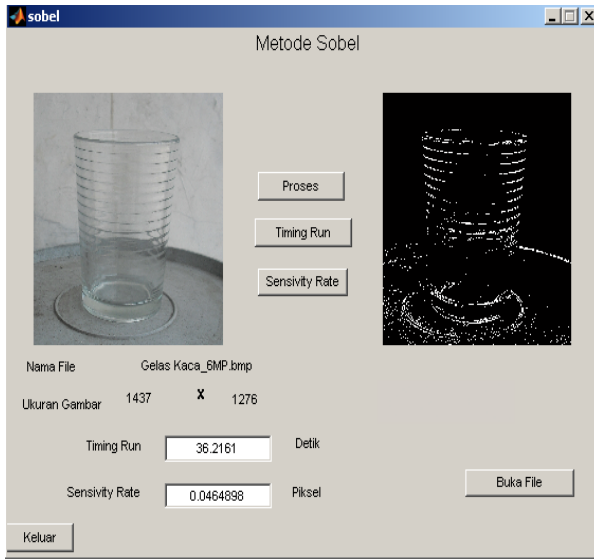 sobel
Metode Sobel
Proses
Timing Run
Sensivity Rate
Nama File Gelas Kaca_6MP.bmp
Ukuran Gambar 1437 X 1276
Timing Run 36.2161 Detik
Sensivity Rate 0.0464898 Piksel
Buka File
Keluar